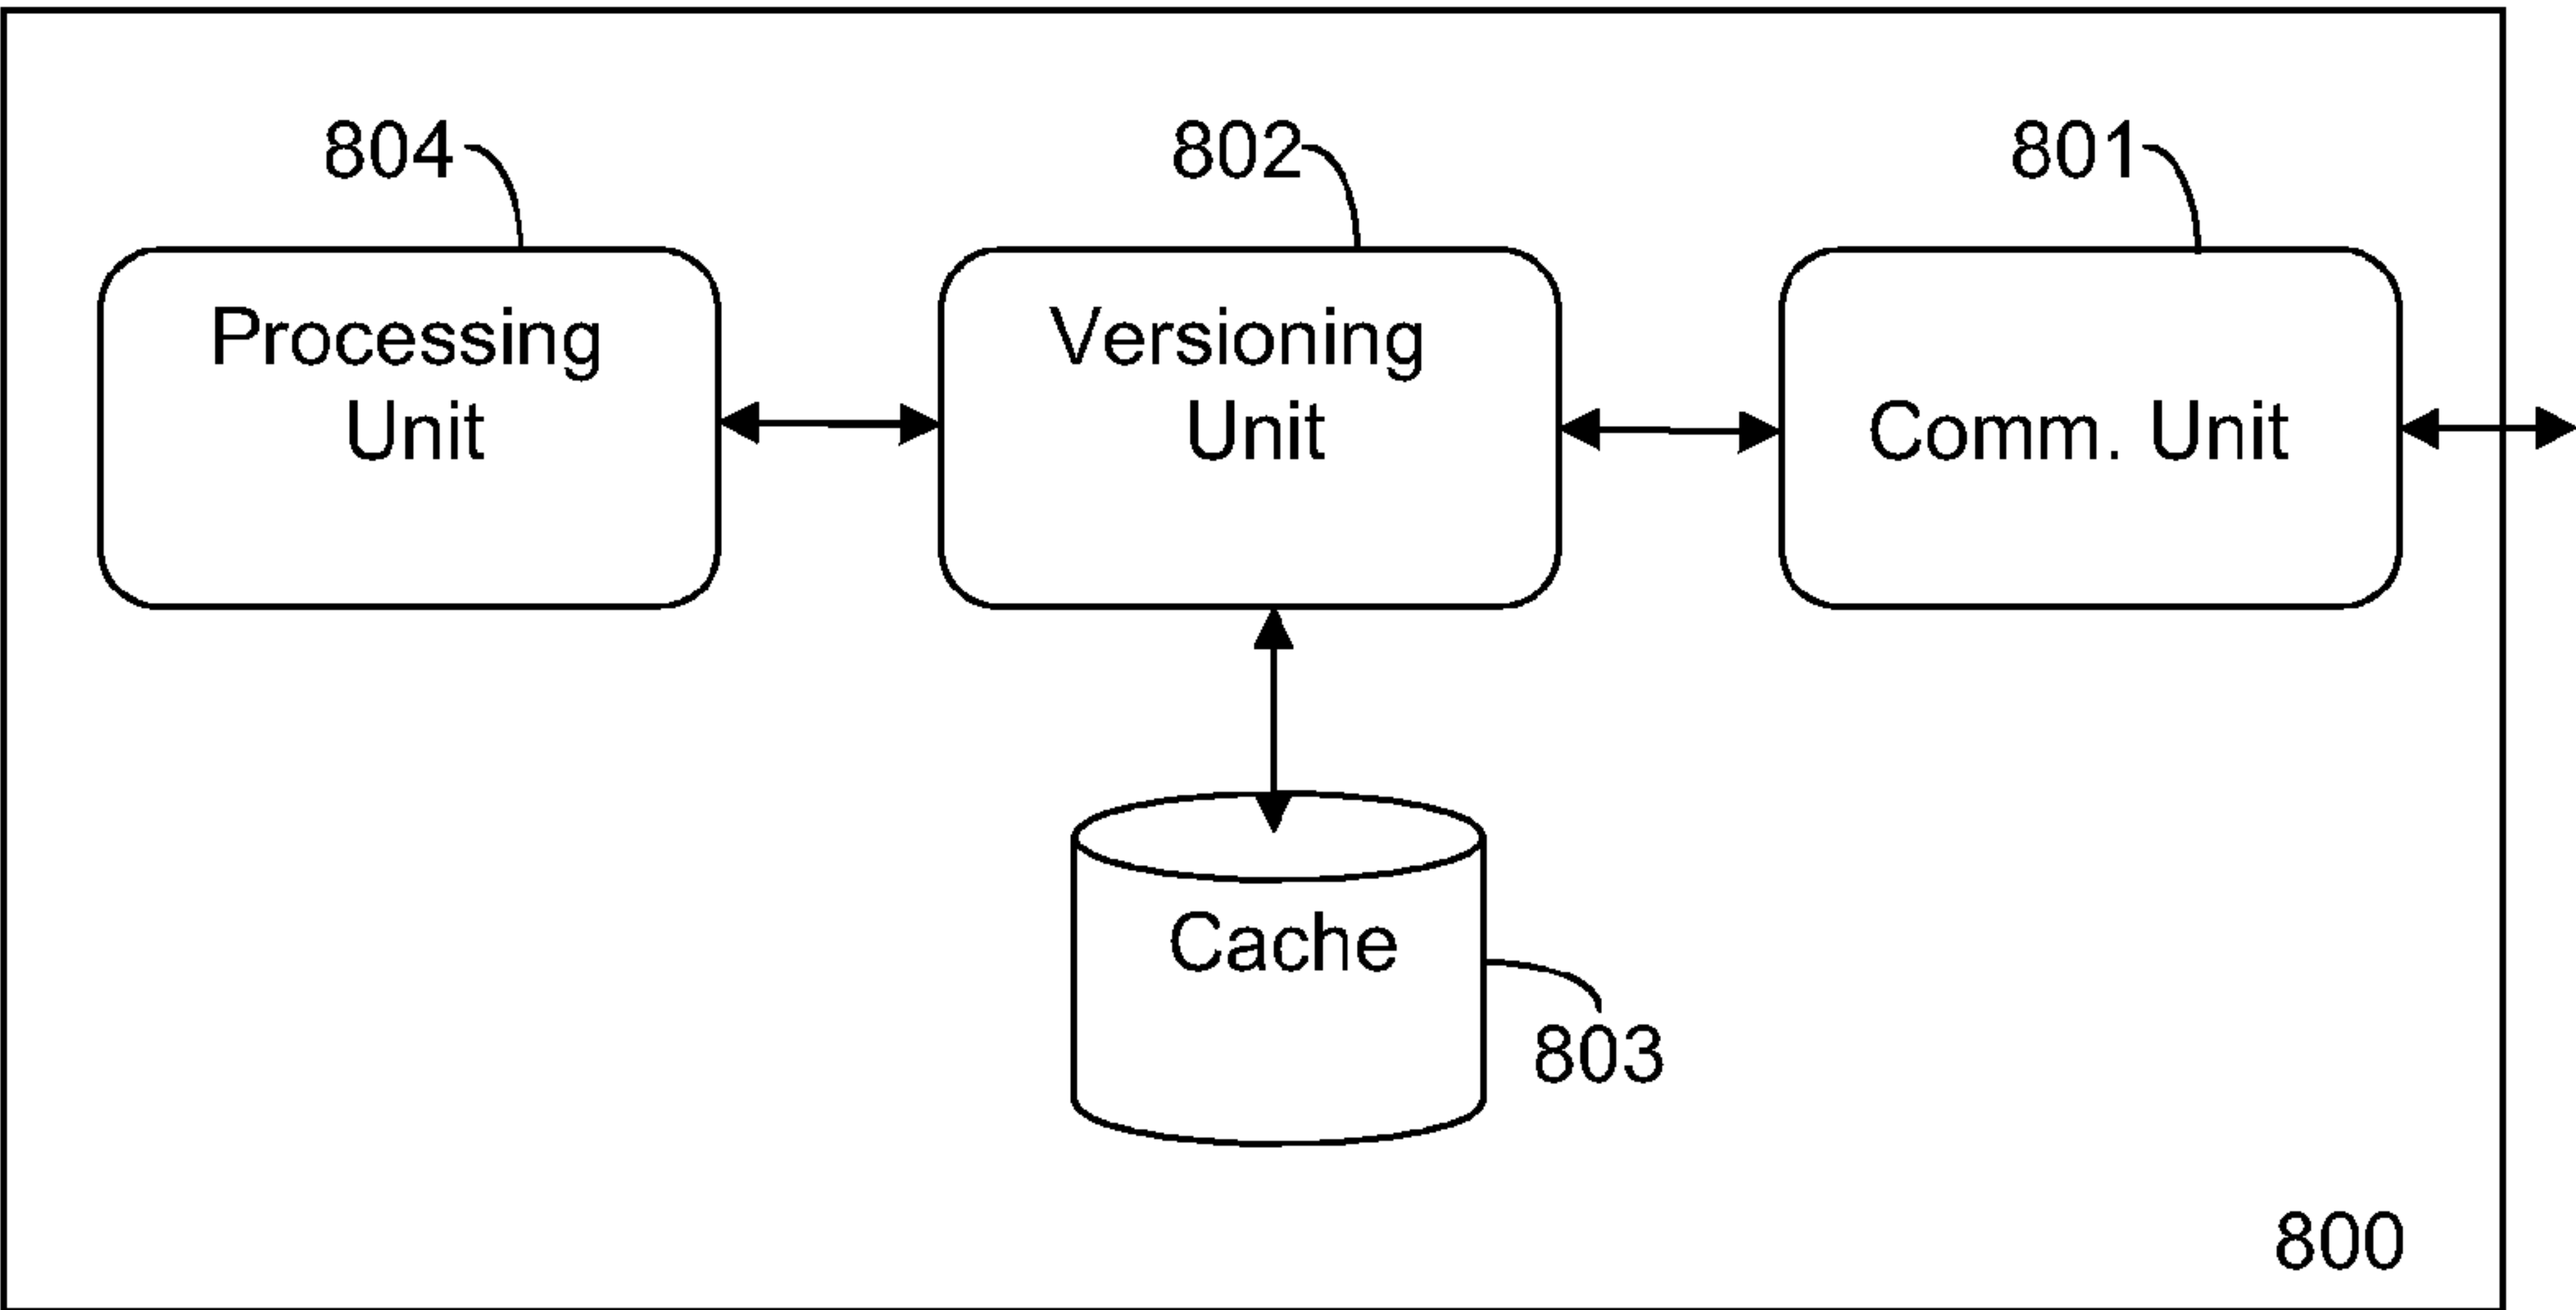 804
802
801
Processing
Unit
Versioning
Unit
Comm. Unit
Cache
803
800